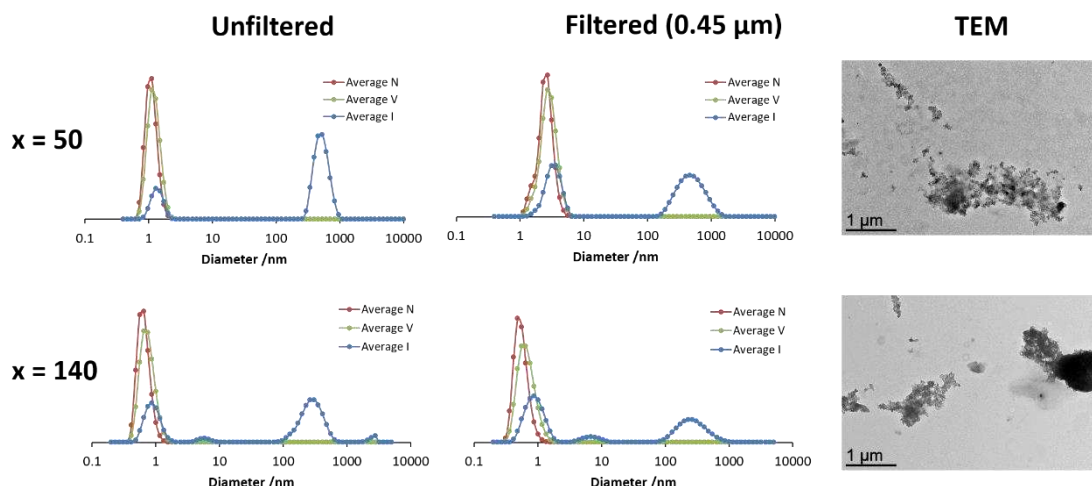 Unfiltered
Filtered (0.45 µm)
TEM
x = 50
Average N
Average V
Average I
0.1 1 10 100 1000 10000
Diameter /nm
Average N
Average V
Average I
0.1 1 10 100 1000 10000
Diameter /nm
1 µm
x = 140
Average N
Average V
Average I
0.1 1 10 100 1000 10000
Diameter /nm
Average N
Average V
Average I
0.1 1 10 100 1000 10000
Diameter /nm
1 µm